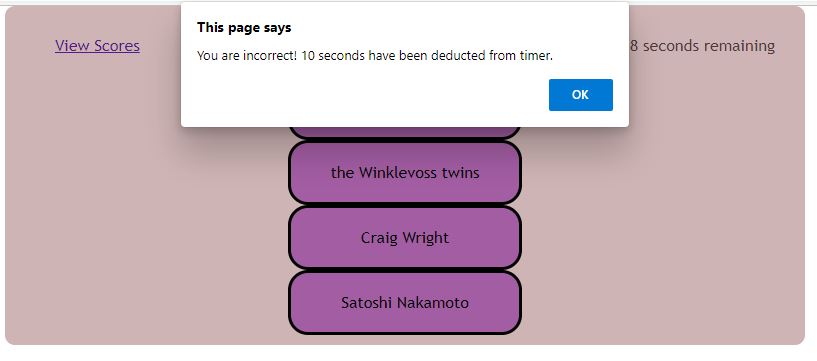 This page says
You are incorrect! 10 seconds have been deducted from timer.
OK
View Scores
8 seconds remaining
the Winklevoss twins
Craig Wright
Satoshi Nakamoto